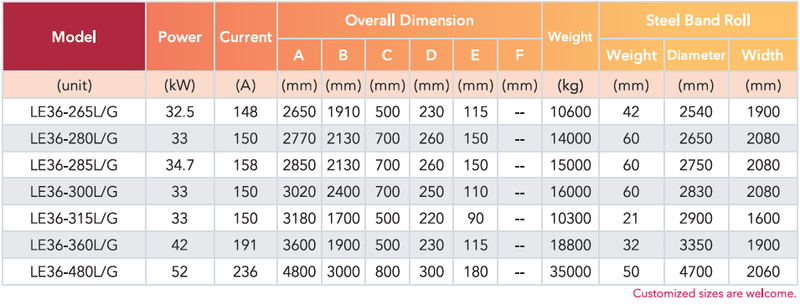 Model Power Current Overall Dimension Weight Steel Band Roll
A B C D E F Weight Diameter Width
(unit) (kW) (A) (mm) (mm) (mm) (mm) (mm) (mm) (kg) (mm) (mm) (mm)
LE36-265L/G 32.5 148 2650 1910 500 230 115 -- 10600 42 2540 1900
LE36-280L/G 33 150 2770 2130 700 260 150 -- 14000 60 2650 2080
LE36-285L/G 34.7 158 2850 2130 700 260 150 -- 15000 60 2750 2080
LE36-300L/G 33 150 3020 2400 700 250 110 -- 16000 60 2830 2080
LE36-315L/G 33 150 3180 1700 500 220 90 -- 10300 21 2900 1600
LE36-360L/G 42 191 3600 1900 500 230 115 -- 18800 32 3350 1900
LE36-480L/G 52 236 4800 3000 800 300 180 -- 35000 50 4700 2060
Customized sizes are welcome.